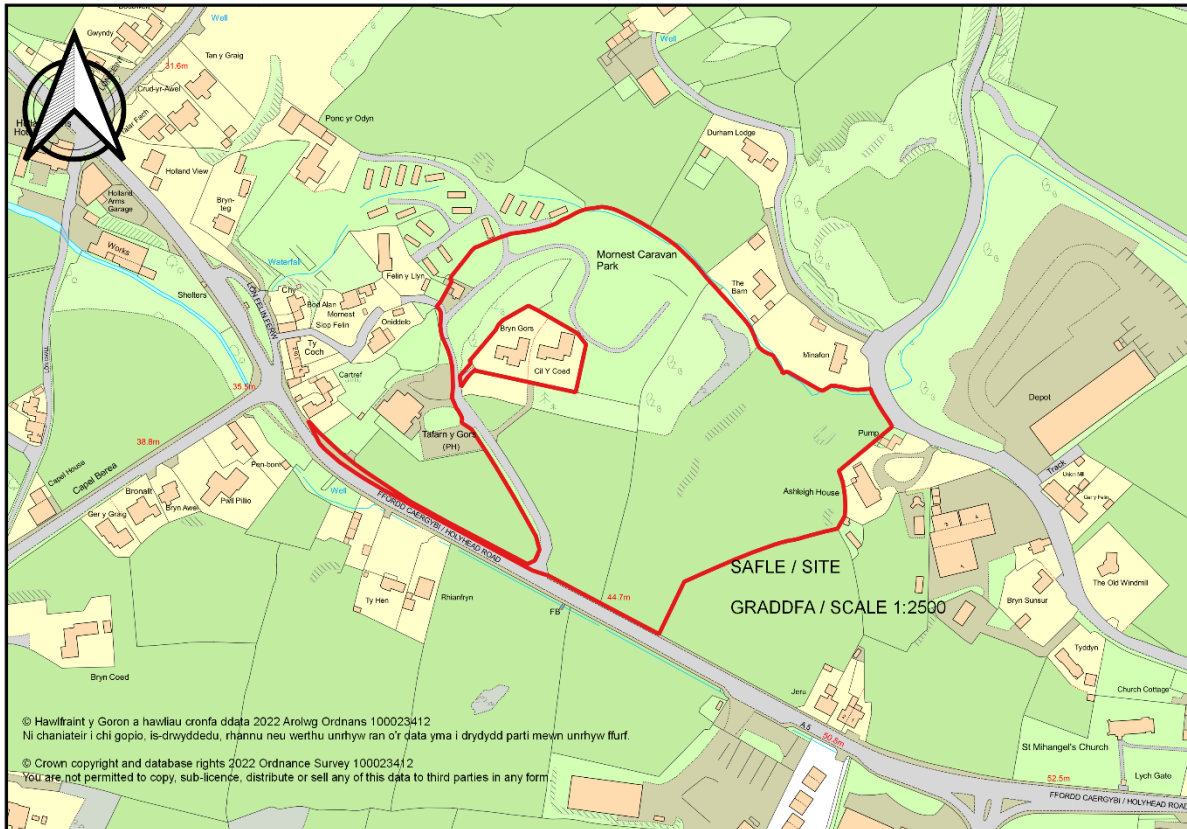 Gwyndy
Well
Tan y Graig
31.6m
Crud-yr-Awel
Talar Fach
Ponc yr Odyn
Well
Durham Lodge
Holland View
Bryn-
teg
Holland
Arms
Garage
Works
Shelters
Waterfall
Felin y Llyn
Bod Alan
Mornost
Siop Felin
Oniddelo
Ty
Coch
Cartref
LON FELIN FERW
Mornest Caravan
Park
The
Barn
Minafon
Bryn Gors
Cil Y Coed
Depot
35.5m
38.8m
Tafarn y Gors
(PH)
Pump
Track
Ashleigh House
Capel House
Capel Berea
Bronallt
Ger y Graig
Bryn Awel
Pen-bont
Pwll Pillio
Well
FFORDD CAERGYBI / HOLYHEAD ROAD
Ty Hen
Rhianfryn
FB
44.7m
SAFLE / SITE
GRADDFA / SCALE 1:2500
The Old Windmill
Bryn Sunsur
Tyddyn
Church Cottage
Bryn Coed
Jeru
A 5
50.8m
St Mihangel's Church
52.5m
Lych Gate
FFORDD CAERGYBI / HOLYHEAD ROAD
© Hawlfraint y Goron a hawliau cronfa ddata 2022 Arolwg Ordnans 100023412
Ni chaniateir i chi gopio, is-drwyddedu, rhannu neu werthu unrhyw ran o'r data yma i drydydd parti mewn unrhyw ffurf.
© Crown copyright and database rights 2022 Ordnance Survey 100023412
You are not permitted to copy, sub-licence, distribute or sell any of this data to third parties in any form.